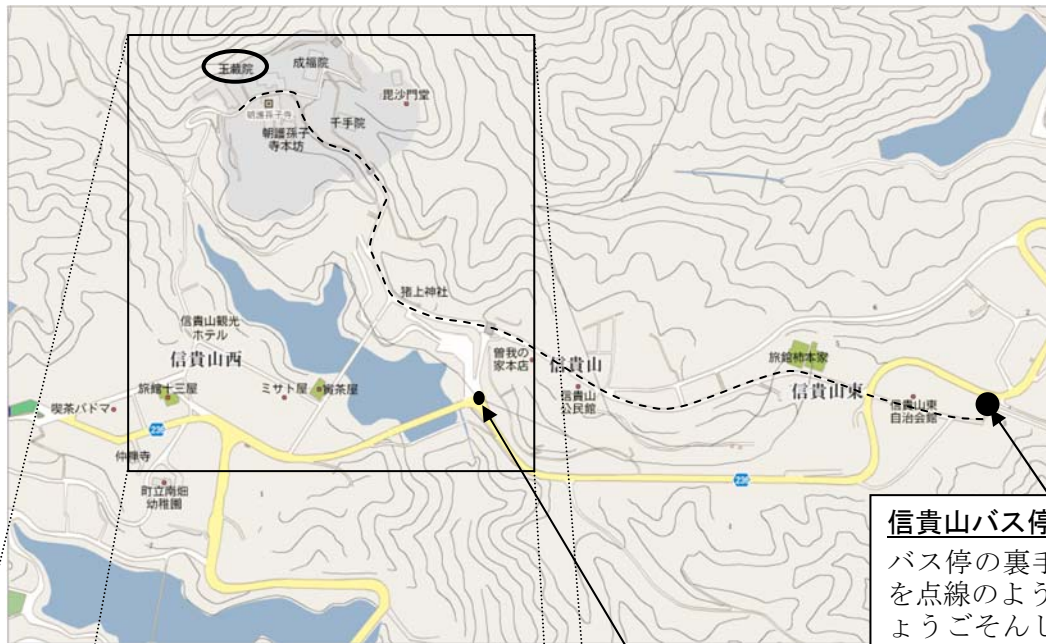 玉蔵院
成福院
毘沙門堂
朝護孫子寺
千手院
朝護孫子
寺本坊
猪上神社
信貴山観光
ホテル
信貴山西
曽我の
家本店
信貴山
旅館柿本家
旅館十三屋
ミサト屋
信貴山
公民館
信貴山東
信貴山東
自治会館
喫茶パドマ
236
町立南畑
幼稚園
236
信貴山バス停
バス停の裏手
を点線のよう
ょうごそんし